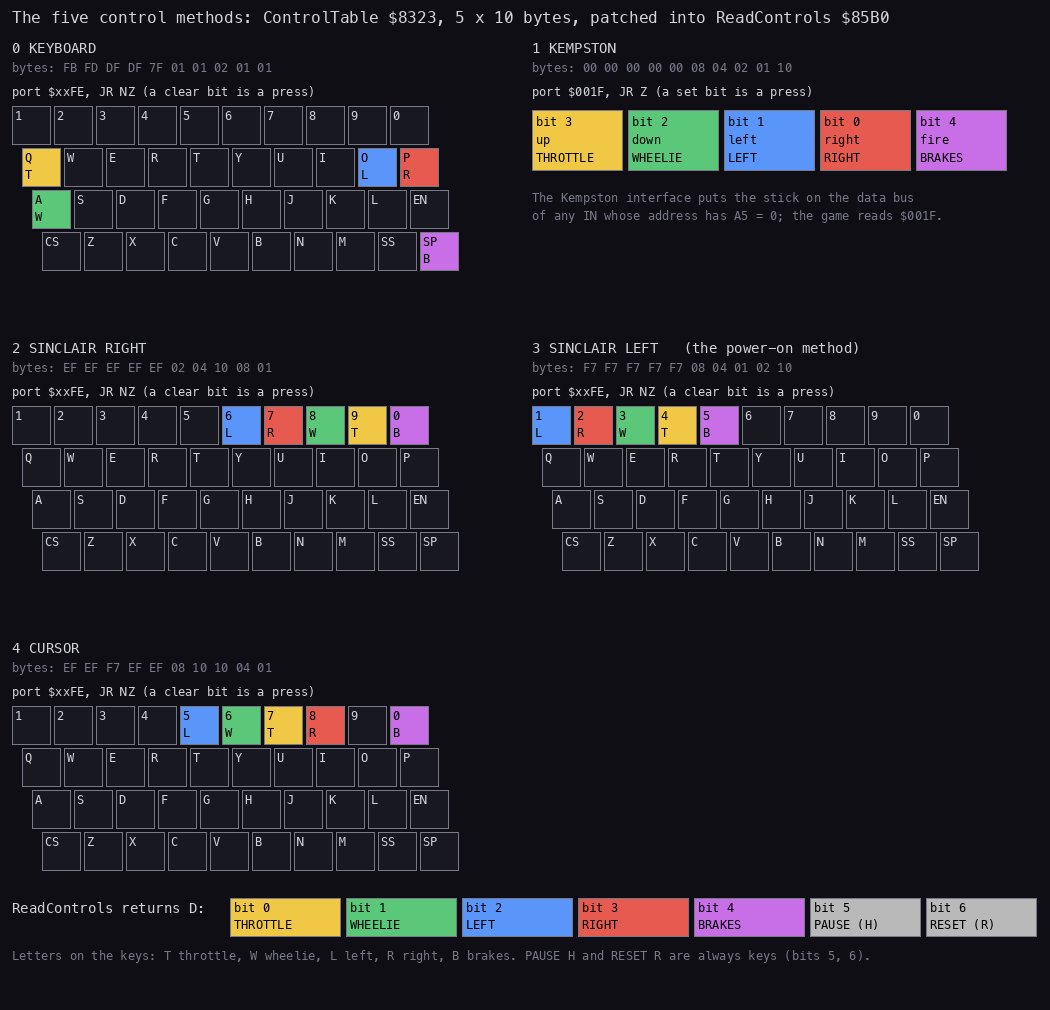 The five control methods: ControlTable $8323, 5 x 10 bytes, patched into ReadControls $85B0
0 KEYBOARD
bytes: FB FD DF DF 7F 01 01 02 01 01
port $xxFE, JR NZ (a clear bit is a press)
1 2 3 4 5 6 7 8 9 0
Q W E R T Y U I O P
T L R
A S D F G H J K L EN
W
CS Z X C V B N M SS SP
B
1 KEMPSTON
bytes: 00 00 00 00 00 08 04 02 01 10
port $001F, JR Z (a set bit is a press)
bit 3 bit 2 bit 1 bit 0 bit 4
up down left right fire
THROTTLE WHEELIE LEFT RIGHT BRAKES
The Kempston interface puts the stick on the data bus
of any IN whose address has A5 = 0; the game reads $001F.
2 SINCLAIR RIGHT
bytes: EF EF EF EF EF 02 04 10 08 01
port $xxFE, JR NZ (a clear bit is a press)
1 2 3 4 5 6 7 8 9 0
L R W T B
Q W E R T Y U I O P
A S D F G H J K L EN
CS Z X C V B N M SS SP
3 SINCLAIR LEFT (the power-on method)
bytes: F7 F7 F7 F7 F7 08 04 01 02 10
port $xxFE, JR NZ (a clear bit is a press)
1 2 3 4 5 6 7 8 9 0
L R W T B
Q W E R T Y U I O P
A S D F G H J K L EN
CS Z X C V B N M SS SP
4 CURSOR
bytes: EF EF F7 EF EF 08 10 10 04 01
port $xxFE, JR NZ (a clear bit is a press)
1 2 3 4 5 6 7 8 9 0
L W T R B
Q W E R T Y U I O P
A S D F G H J K L EN
CS Z X C V B N M SS SP
ReadControls returns D:
bit 0 bit 1 bit 2 bit 3 bit 4 bit 5 bit 6
THROTTLE WHEELIE LEFT RIGHT BRAKES PAUSE (H) RESET (R)
Letters on the keys: T throttle, W wheelie, L left, R right, B brakes. PAUSE H and RESET R are always keys (bits 5, 6).